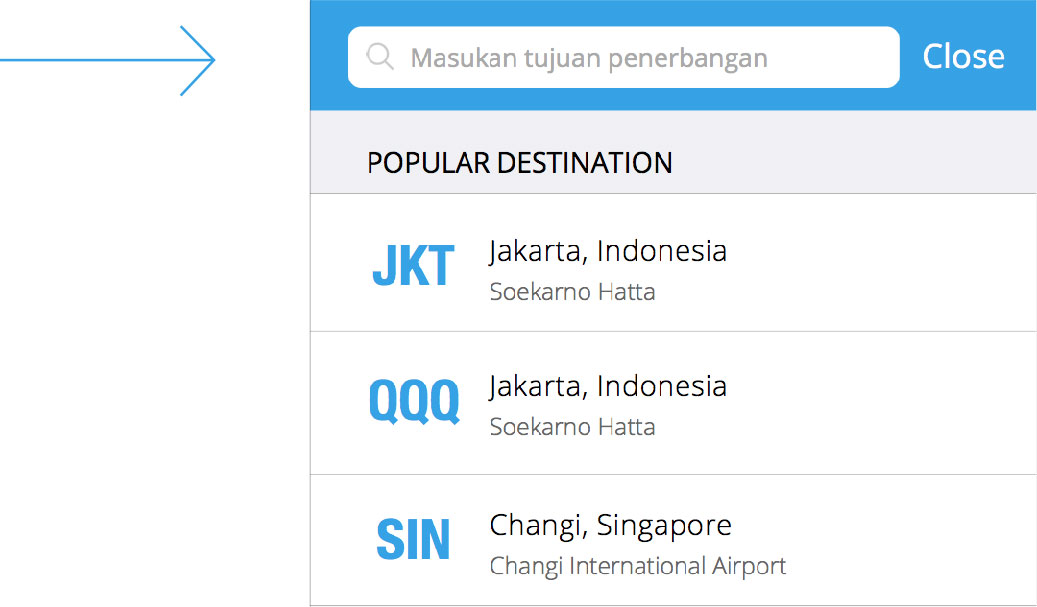 Masukan tujuan penerbangan Close
POPULAR DESTINATION
JKT Jakarta, Indonesia
Soekarno Hatta
QQQ Jakarta, Indonesia
Soekarno Hatta
SIN Changi, Singapore
Changi International Airport